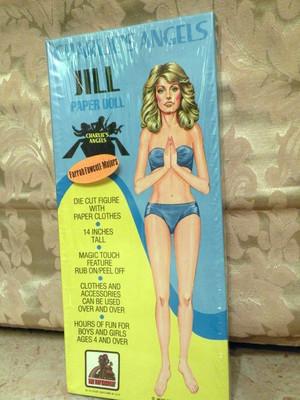 CHARLIE'S ANGELS
JILL
PAPER DOLL
CHARLIE'S
ANGELS
Farrah Fawcett Majors
DIE CUT FIGURE
WITH
PAPER CLOTHES
14 INCHES
TALL
MAGIC TOUCH
FEATURE
RUB ON/PEEL OFF
CLOTHES AND
ACCESSORIES
CAN BE USED
OVER AND OVER
HOURS OF FUN FOR
BOYS AND GIRLS
AGES 4 AND OVER